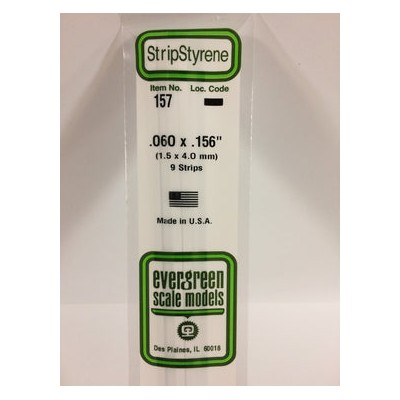 StripStyrene
Item No. Loc. Code
157
.060 x .156"
(1.5 x 4.0 mm)
9 Strips
Made in U.S.A.
evergreen
scale models
Des Plaines, IL 60018